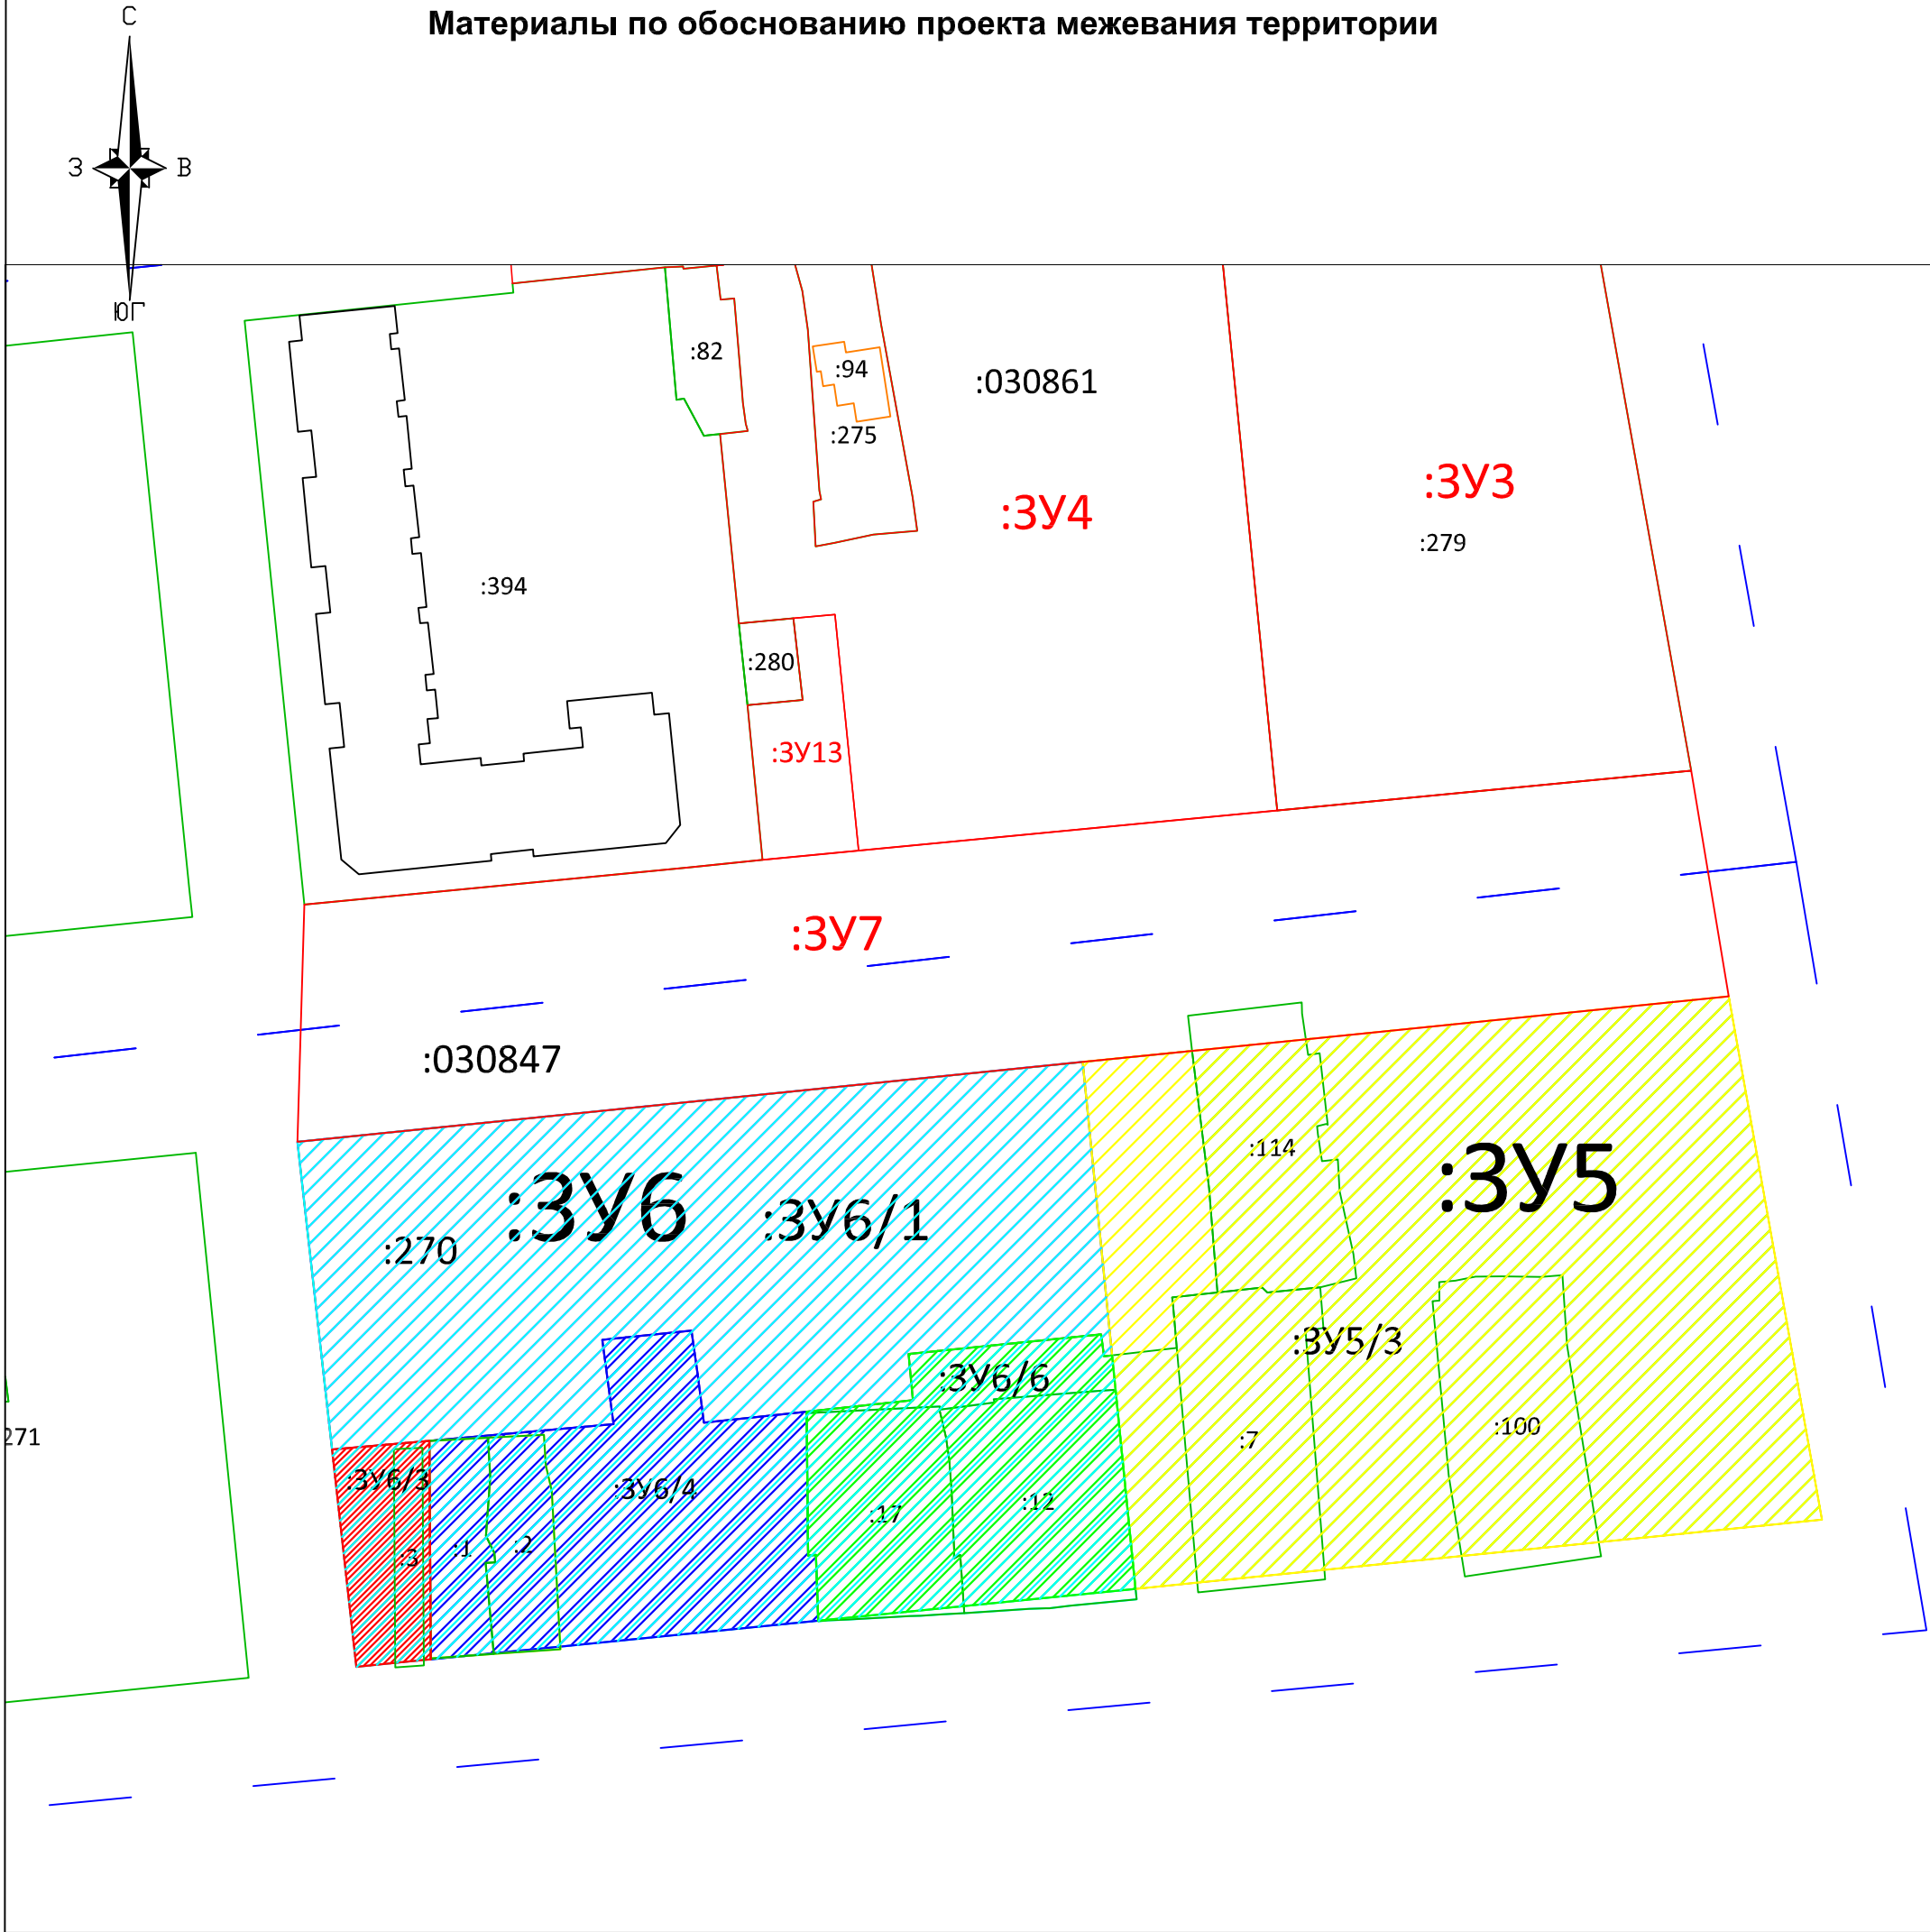 Материалы по обоснованию проекта межевания территории
С
З
В
ЮГ
:82
:94
:030861
:275
:ЗУ3
:ЗУ4
:279
:394
:280
:ЗУ13
:ЗУ7
:030847
:114
:ЗУ5
:ЗУ6
:ЗУ6/1
:270
:ЗУ5/3
:ЗУ6/6
:100
271
:7
:ЗУ6/3
:ЗУ6/4
:12
:17
:3
:1
:2